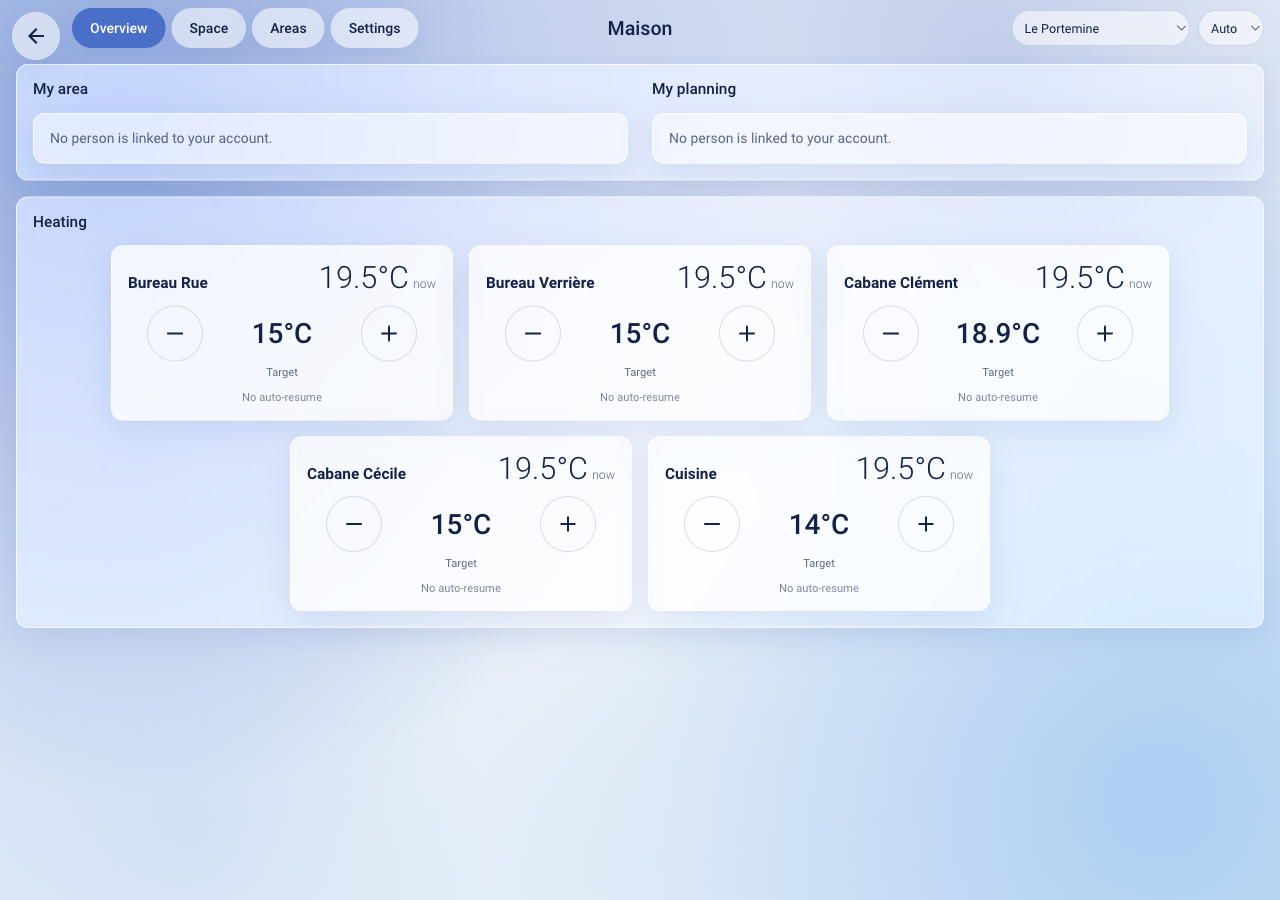 Overview
Space
Areas
Settings
Maison
Le Portemine
Auto
My area
No person is linked to your account.
My planning
No person is linked to your account.
Heating
Bureau Rue
19.5°C now
15°C
Target
No auto-resume
Bureau Verrière
19.5°C now
15°C
Target
No auto-resume
Cabane Clément
19.5°C now
18.9°C
Target
No auto-resume
Cabane Cécile
19.5°C now
15°C
Target
No auto-resume
Cuisine
19.5°C now
14°C
Target
No auto-resume